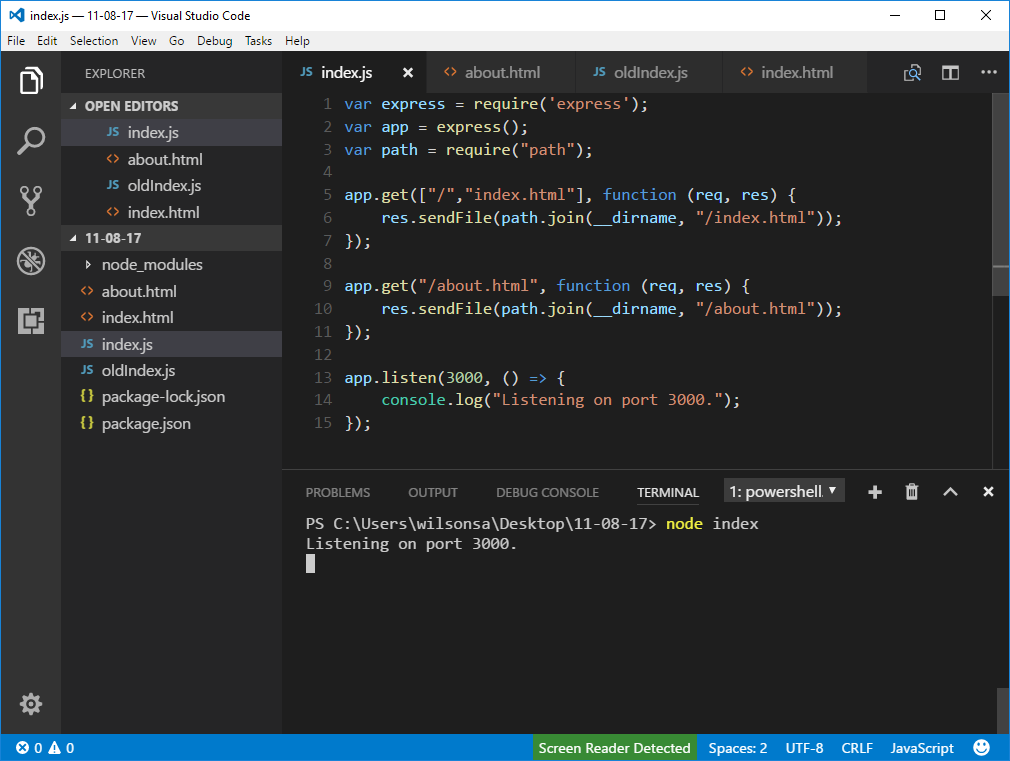 index.js — 11-08-17 — Visual Studio Code
File Edit Selection View Go Debug Tasks Help
EXPLORER
OPEN EDITORS
JS index.js
<> about.html
JS oldIndex.js
<> index.html
11-08-17
node_modules
<> about.html
<> index.html
JS index.js
JS oldIndex.js
{} package-lock.json
{} package.json
JS index.js <> about.html JS oldIndex.js <> index.html
1 var express = require('express');
2 var app = express();
3 var path = require("path");
4
5 app.get(["/","index.html"], function (req, res) {
6     res.sendFile(path.join(__dirname, "/index.html"));
7 });
8
9 app.get("/about.html", function (req, res) {
10     res.sendFile(path.join(__dirname, "/about.html"));
11 });
12
13 app.listen(3000, () => {
14     console.log("Listening on port 3000.");
15 });
PROBLEMS OUTPUT DEBUG CONSOLE TERMINAL 1: powershell.
PS C:\Users\wilsonsa\Desktop\11-08-17> node index
Listening on port 3000.
0 0 Screen Reader Detected Spaces: 2 UTF-8 CRLF JavaScript